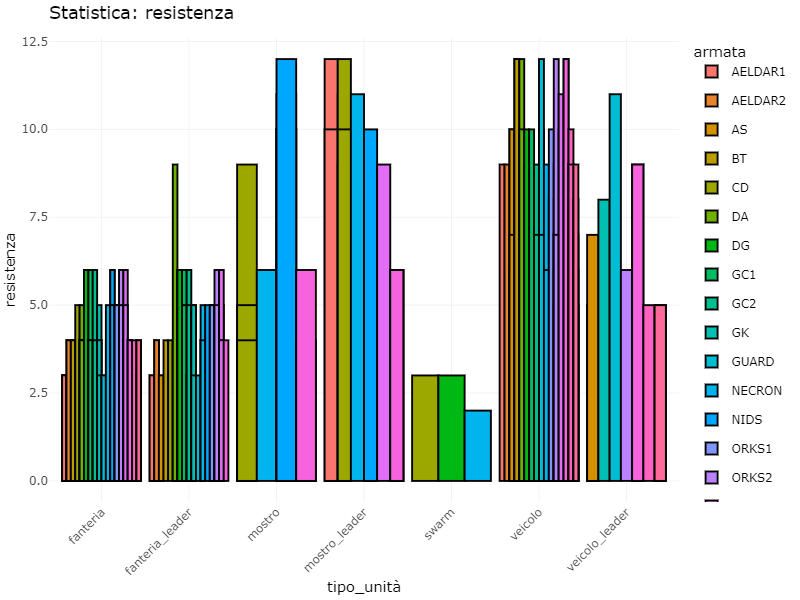 Statistica: resistenza
12.5
10.0
7.5
5.0
2.5
0.0
resistenza
fanteria
fanteria_leader
mostro
mostro_leader
swarm
veicolo
veicolo_leader
tipo_unità
armata
AELDAR1
AELDAR2
AS
BT
CD
DA
DG
GC1
GC2
GK
GUARD
NECRON
NIDS
ORKS1
ORKS2